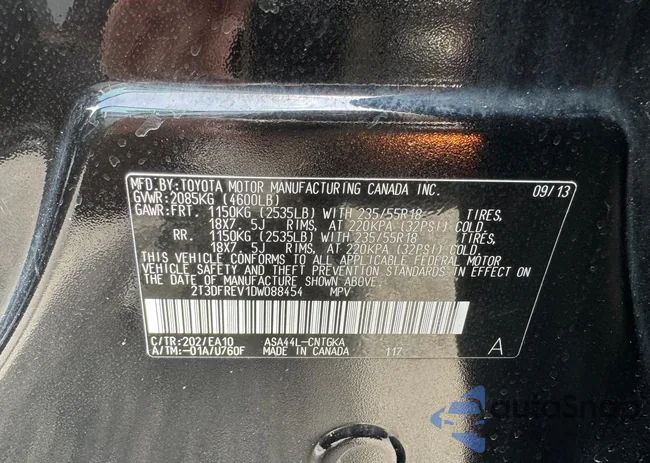 MFD.BY:TOYOTA MOTOR MANUFACTURING CANADA INC. 09/13
GVWR:2085KG (4600LB)
GAWR:FRT. 1150KG (2535LB) WITH 235/55R18 TIRES,
18X7 .5J RIMS, AT 220KPA (32PSI) COLD.
RR. 1150KG (2535LB) WITH 235/55R18 TIRES,
18X7 .5J RIMS, AT 220KPA (32PSI) COLD.
THIS VEHICLE CONFORMS TO ALL APPLICABLE FEDERAL MOTOR
VEHICLE SAFETY AND THEFT PREVENTION STANDARDS IN EFFECT ON
THE DATE OF MANUFACTURE SHOWN ABOVE.
2T3DFREV1DW088454 MPV
C/TR:202/EA10 ASA44L-CNTGKA
A/TM:-01A/U760F MADE IN CANADA 117 A
autoSnap